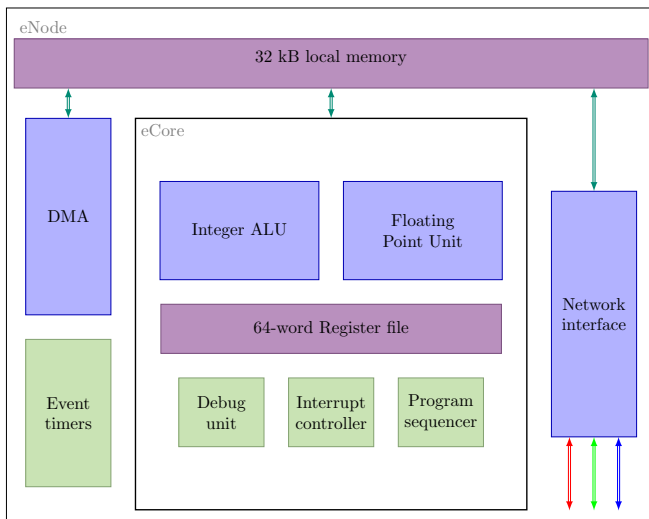 eNode
32 kB local memory
eCore
DMA
Integer ALU
Floating
Point Unit
Network
interface
64-word Register file
Event
timers
Debug
unit
Interrupt
controller
Program
sequencer